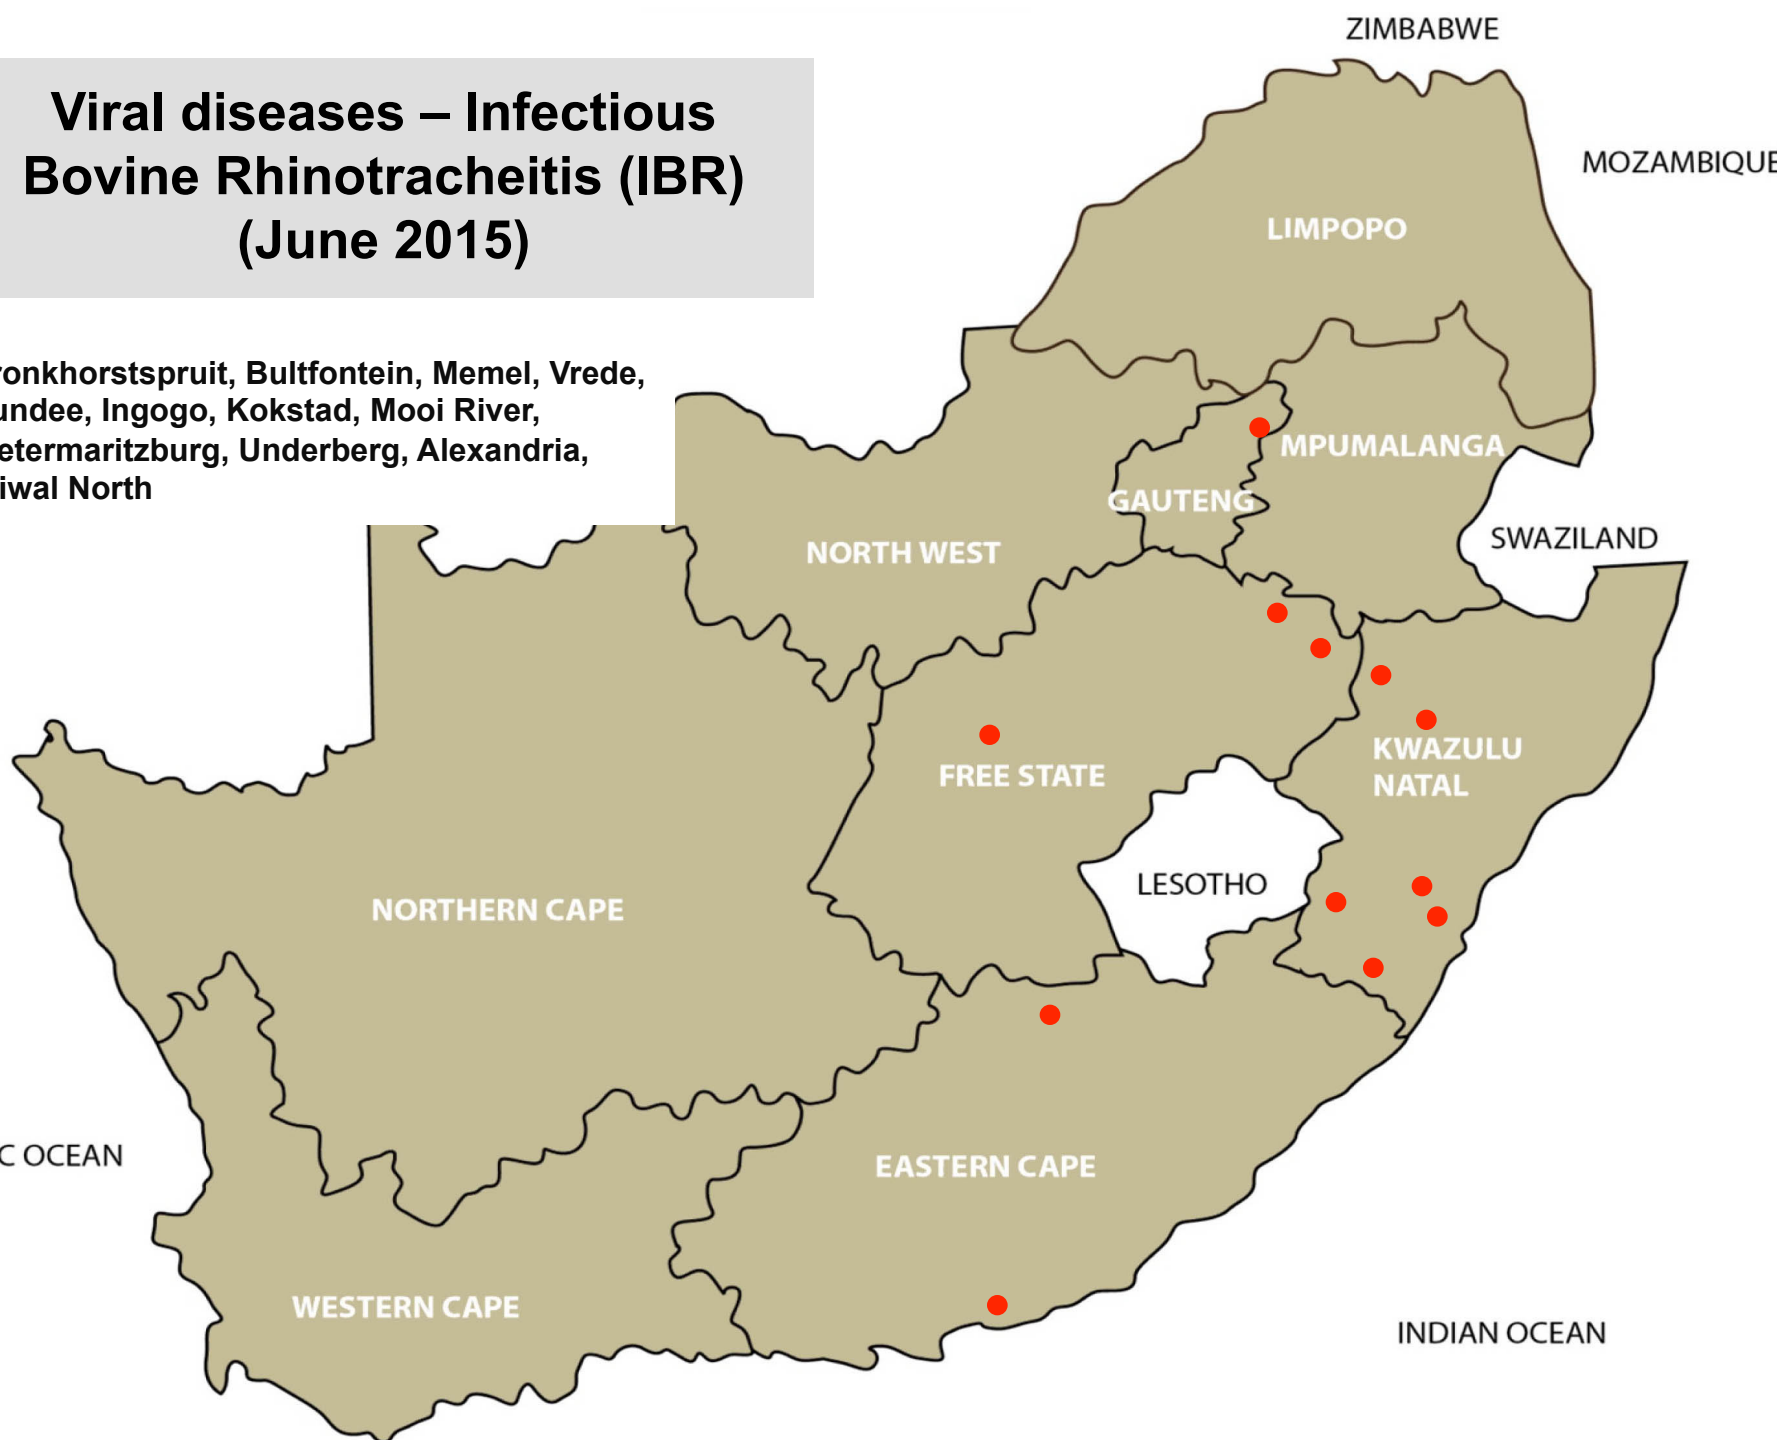 ZIMBABWE
Viral diseases – Infectious
Bovine Rhinotracheitis (IBR)
(June 2015)
MOZAMBIQUE
LIMPOPO
ronkhorstspruit, Bultfontein, Memel, Vrede,
undee, Ingogo, Kokstad, Mooi River,
etermaritzburg, Underberg, Alexandria,
iwal North
MPUMALANGA
GAUTENG
SWAZILAND
NORTH WEST
KWAZULU
NATAL
FREE STATE
LESOTHO
NORTHERN CAPE
C OCEAN
EASTERN CAPE
WESTERN CAPE
INDIAN OCEAN